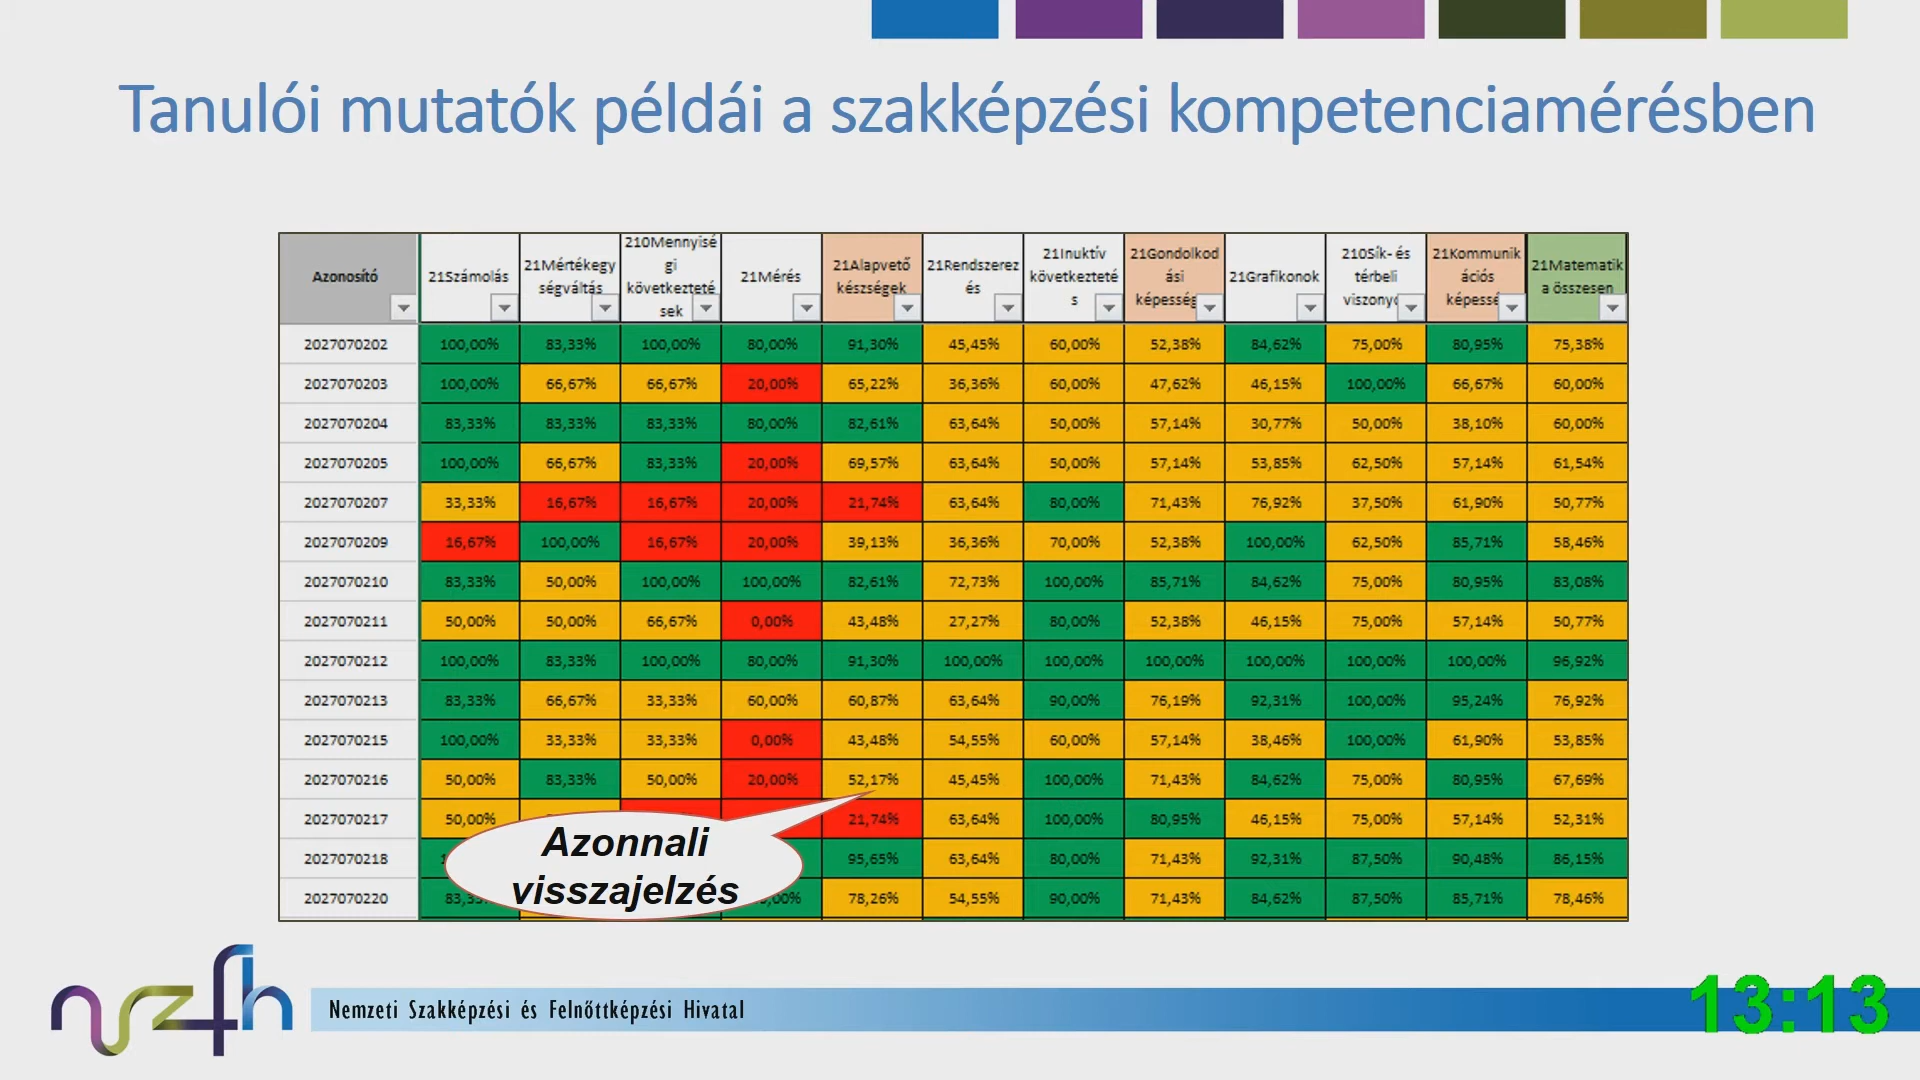 Tanulói mutatók példái a szakképzési kompetenciamérésben
Azonosító 21Számolás 21Mértékegy ségváltás 210Mennyisé gi következteté sek 21Mérés 21Alapvető készségek 21Rendszerez és 21Inuktív következteté s 21Gondolkod ási képesség 21Grafikonok 210Sík- és térbeli viszony 21Kommunik ációs képess 21Matematik a összesen
2027070202 100,00% 83,33% 100,00% 80,00% 91,30% 45,45% 60,00% 52,38% 84,62% 75,00% 80,95% 75,38%
2027070203 100,00% 66,67% 66,67% 20,00% 65,22% 36,36% 60,00% 47,62% 46,15% 100,00% 66,67% 60,00%
2027070204 83,33% 83,33% 83,33% 80,00% 82,61% 63,64% 50,00% 57,14% 30,77% 50,00% 38,10% 60,00%
2027070205 100,00% 66,67% 83,33% 20,00% 69,57% 63,64% 50,00% 57,14% 53,85% 62,50% 57,14% 61,54%
2027070207 33,33% 16,67% 16,67% 20,00% 21,74% 63,64% 80,00% 71,43% 76,92% 37,50% 61,90% 50,77%
2027070209 16,67% 100,00% 16,67% 20,00% 39,13% 36,36% 70,00% 52,38% 100,00% 62,50% 85,71% 58,46%
2027070210 83,33% 50,00% 100,00% 100,00% 82,61% 72,73% 100,00% 85,71% 84,62% 75,00% 80,95% 83,08%
2027070211 50,00% 50,00% 66,67% 0,00% 43,48% 27,27% 80,00% 52,38% 46,15% 75,00% 57,14% 50,77%
2027070212 100,00% 83,33% 100,00% 80,00% 91,30% 100,00% 100,00% 100,00% 100,00% 100,00% 100,00% 96,92%
2027070213 83,33% 66,67% 33,33% 60,00% 60,87% 63,64% 90,00% 76,19% 92,31% 100,00% 95,24% 76,92%
2027070215 100,00% 33,33% 33,33% 0,00% 43,48% 54,55% 60,00% 57,14% 38,46% 100,00% 61,90% 53,85%
2027070216 50,00% 83,33% 50,00% 20,00% 52,17% 45,45% 100,00% 71,43% 84,62% 75,00% 80,95% 67,69%
2027070217 50,00% 21,74% 63,64% 100,00% 80,95% 46,15% 75,00% 57,14% 52,31%
2027070218 95,65% 63,64% 80,00% 71,43% 92,31% 87,50% 90,48% 86,15%
2027070220 78,26% 54,55% 90,00% 71,43% 84,62% 87,50% 85,71% 78,46%
Azonnali
visszajelzés
nszfh
Nemzeti Szakképzési és Felnőttképzési Hivatal
13:13